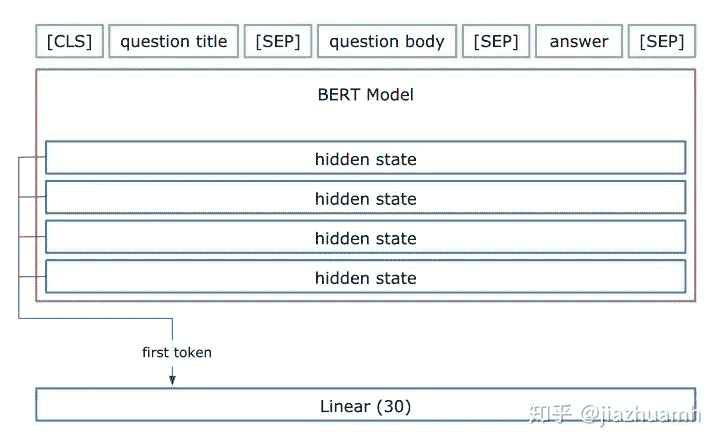 [CLS] question title [SEP] question body [SEP] answer [SEP]
BERT Model
hidden state
hidden state
hidden state
hidden state
first token
Linear (30)
知乎 @jiazhuamh